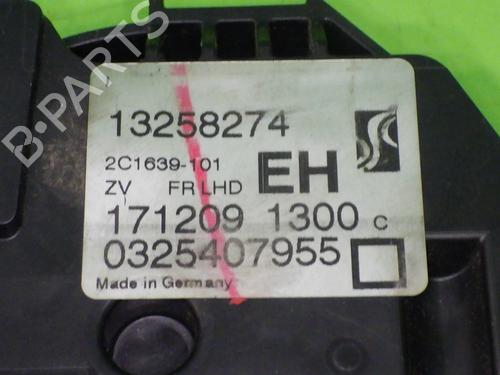 B-PARTS
13258274
2C1639-101
ZV FR LHD EH
171209 1300 c
0325407955
Made in Germany